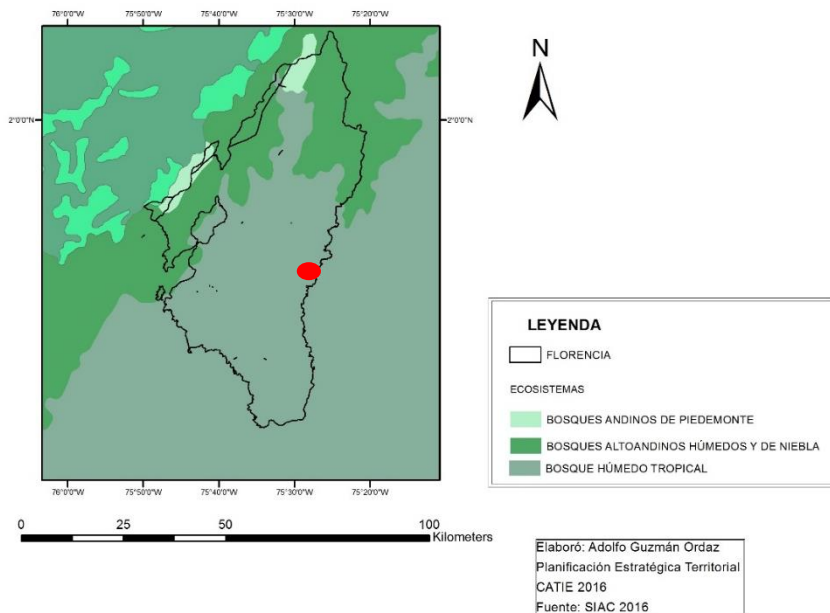 76°0'0"W 75°50'0"W 75°40'0"W 75°30'0"W 75°20'0"W
2°0'0"N 2°0'0"N
76°0'0"W 75°50'0"W 75°40'0"W 75°30'0"W 75°20'0"W
N
LEYENDA
FLORENCIA
ECOSISTEMAS
BOSQUES ANDINOS DE PIEDEMONTE
BOSQUES ALTOANDINOS HÚMEDOS Y DE NIEBLA
BOSQUE HÚMEDO TROPICAL
0 25 50 100
Kilometers
Elaboró: Adolfo Guzmán Ordaz
Planificación Estratégica Territorial
CATIE 2016
Fuente: SIAC 2016